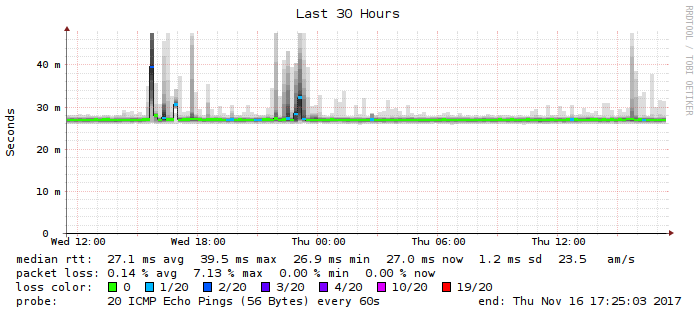 Last 30 Hours
RRDTOOL / TOBI OETIKER
Seconds
40 m
30 m
20 m
10 m
0
Wed 12:00 Wed 18:00 Thu 00:00 Thu 06:00 Thu 12:00
median rtt: 27.1 ms avg 39.5 ms max 26.9 ms min 27.0 ms now 1.2 ms sd 23.5 am/s
packet loss: 0.14 % avg 7.13 % max 0.00 % min 0.00 % now
loss color: 0 1/20 2/20 3/20 4/20 10/20 19/20
probe: 20 ICMP Echo Pings (56 Bytes) every 60s end: Thu Nov 16 17:25:03 2017